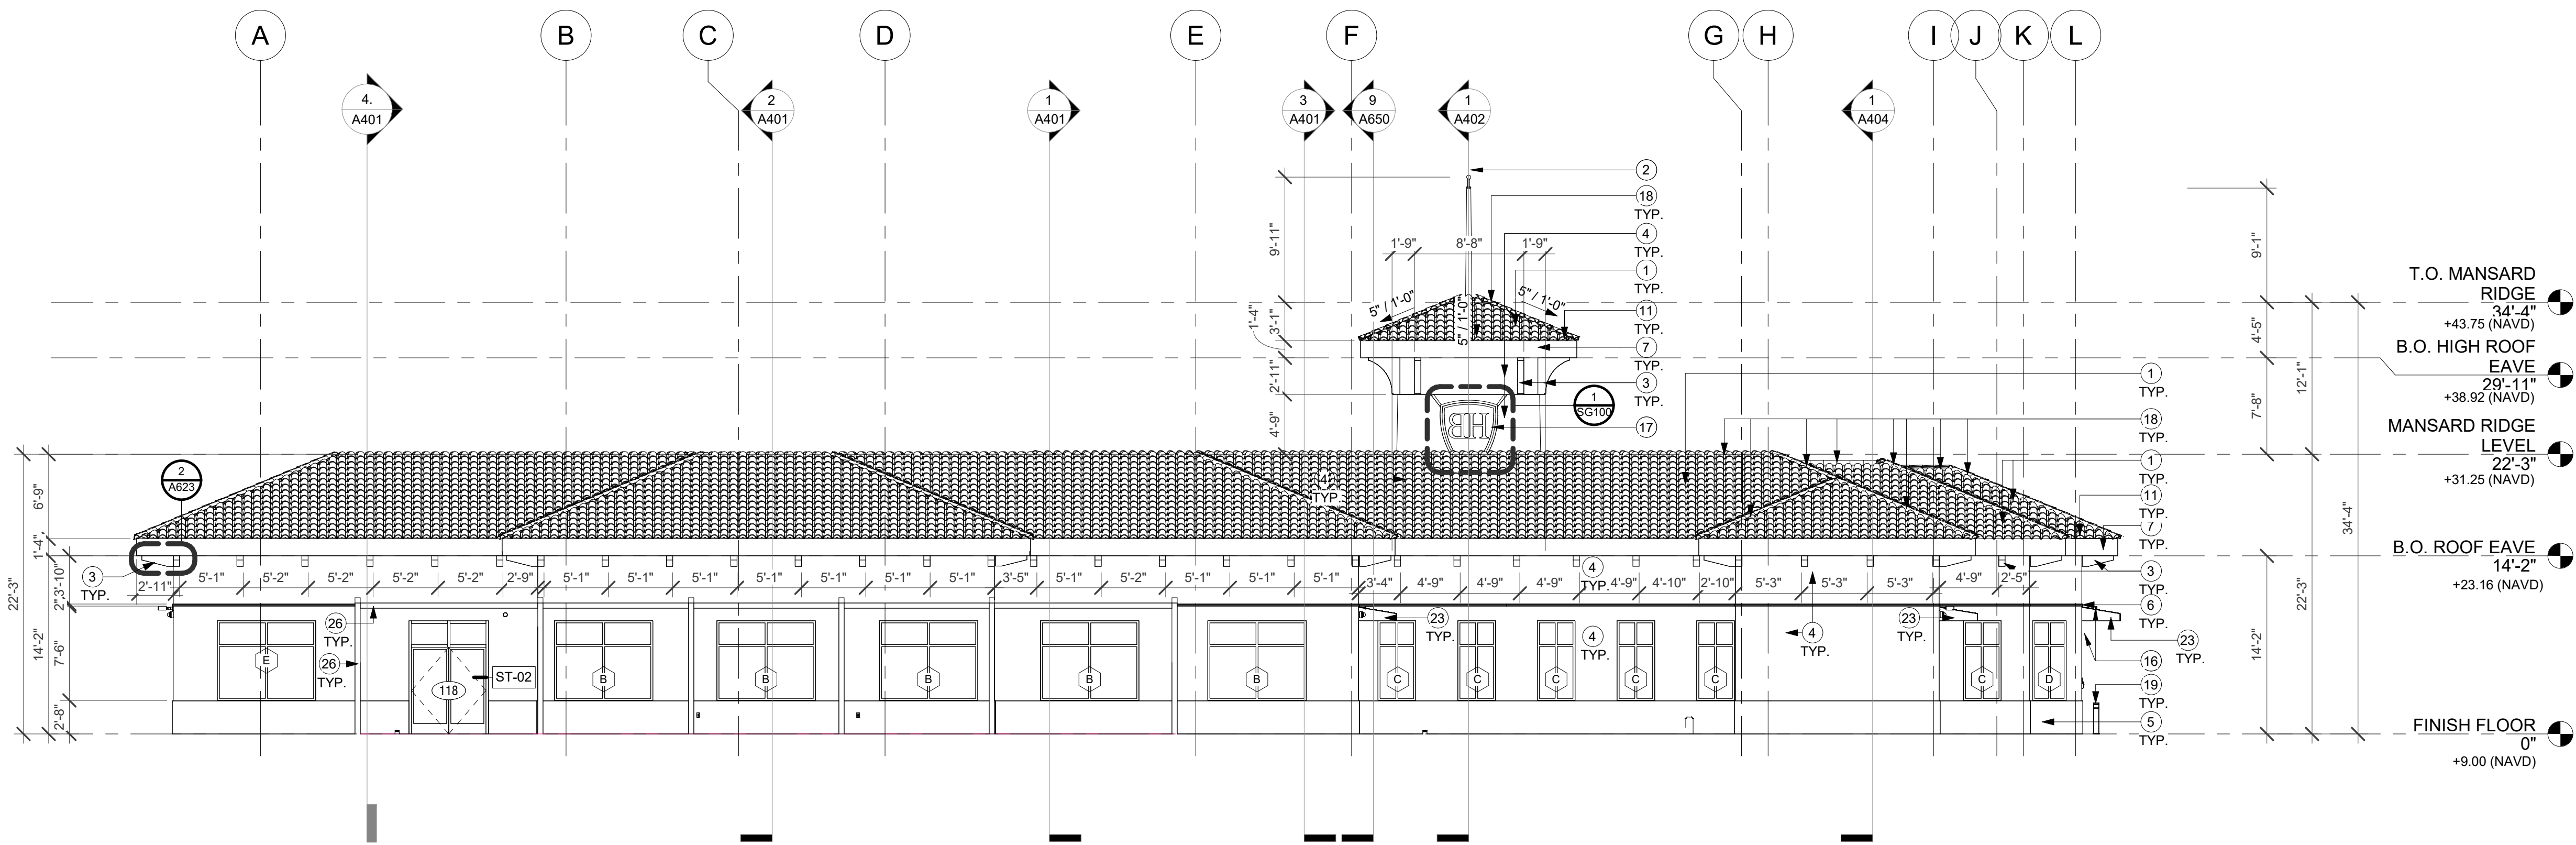 A
B
C
D
E
F
G
H
I
J
K
L
4.
A401
2
A401
1
A401
3
A401
9
A650
1
A402
1
A404
2
18
TYP.
4
TYP.
1
TYP.
11
TYP.
7
TYP.
3
TYP.
1
SG100
17
9'-11"
1'-9"
8'-8"
1'-9"
5" / 1'-0"
5" / 1'-0"
5" / 1'-0"
1'-4"
3'-1"
2'-11"
4'-9"
HB
9'-1"
4'-5"
7'-8"
12'-1"
34'-4"
22'-3"
14'-2"
T.O. MANSARD
RIDGE
34'-4"
+43.75 (NAVD)
B.O. HIGH ROOF
EAVE
29'-11"
+38.92 (NAVD)
MANSARD RIDGE
LEVEL
22'-3"
+31.25 (NAVD)
B.O. ROOF EAVE
14'-2"
+23.16 (NAVD)
FINISH FLOOR
0"
+9.00 (NAVD)
1
TYP.
18
TYP.
1
TYP.
11
TYP.
7
TYP.
3
TYP.
6
TYP.
23
TYP.
16
TYP.
19
TYP.
5
TYP.
2
A623
4
TYP.
22'-3"
14'-2"
6'-9"
1'-4"
3'-10"
2"
7'-6"
2'-8"
3
TYP.
2'-11"
5'-1"
5'-2"
5'-2"
5'-2"
5'-2"
2'-9"
5'-1"
5'-1"
5'-1"
5'-1"
5'-1"
5'-1"
5'-1"
3'-5"
5'-1"
5'-2"
5'-1"
5'-1"
5'-1"
3'-4"
4'-9"
4'-9"
4'-9"
4'-9"
4'-10"
2'-10"
5'-3"
5'-3"
5'-3"
4'-9"
2'-5"
4
TYP.
26
TYP.
26
TYP.
23
TYP.
4
TYP.
4
TYP.
23
TYP.
E
118
ST-02
B
B
B
B
B
C
C
C
C
C
C
D